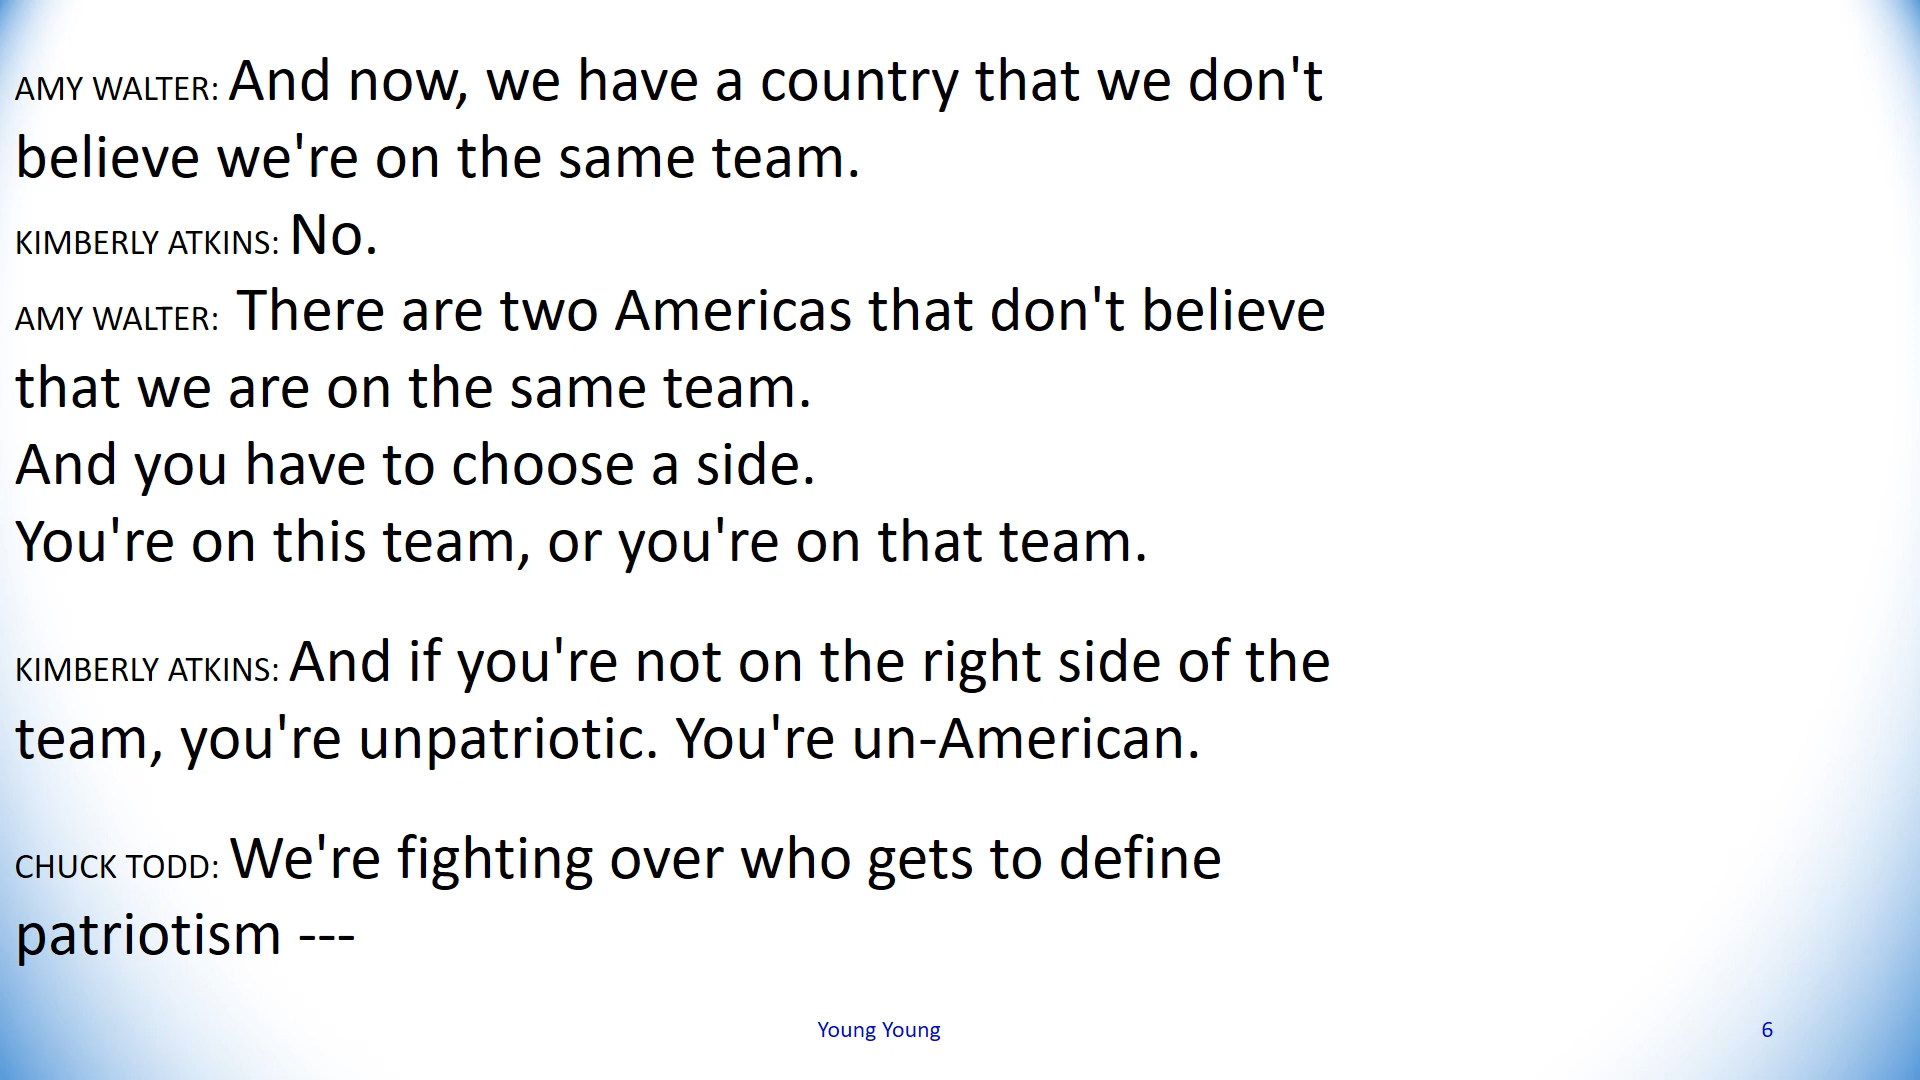 AMY WALTER: And now, we have a country that we don't
believe we're on the same team.
KIMBERLY ATKINS: No.
AMY WALTER:  There are two Americas that don't believe
that we are on the same team.
And you have to choose a side.
You're on this team, or you're on that team.
KIMBERLY ATKINS: And if you're not on the right side of the
team, you're unpatriotic. You're un-American.
CHUCK TODD: We're fighting over who gets to define
patriotism ---
Young Young
6